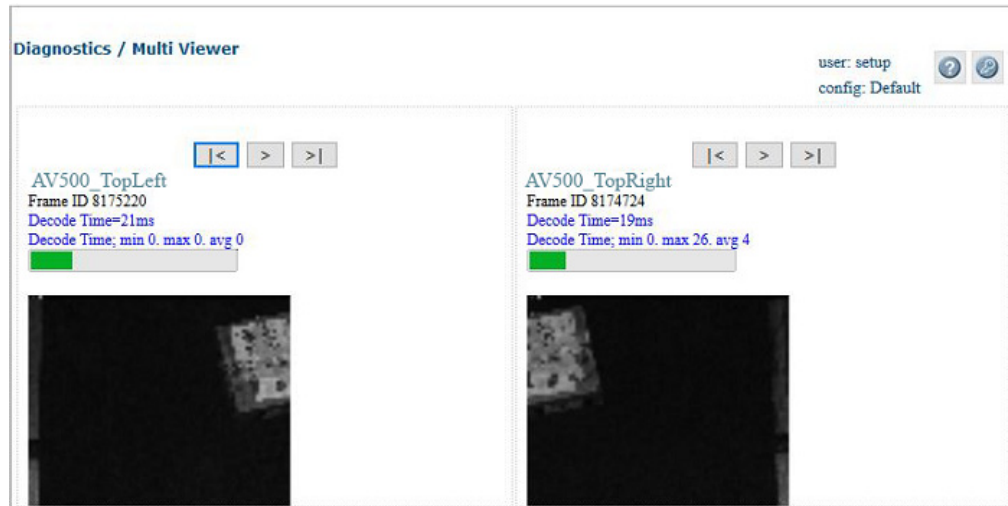 Diagnostics / Multi Viewer
user: setup
config: Default
|< > >|
AV500_TopLeft
Frame ID 8175220
Decode Time=21ms
Decode Time; min 0. max 0. avg 0
|< > >|
AV500_TopRight
Frame ID 8174724
Decode Time=19ms
Decode Time; min 0. max 26. avg 4